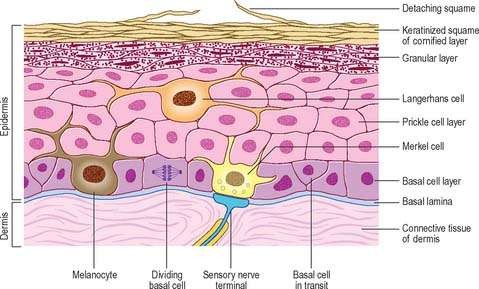 Detaching squame
Keratinized squame
of cornified layer
Granular layer
Langerhans cell
Prickle cell layer
Merkel cell
Basal cell layer
Basal lamina
Connective tissue
of dermis
Epidermis
Dermis
Melanocyte
Dividing
basal cell
Sensory nerve
terminal
Basal cell
in transit